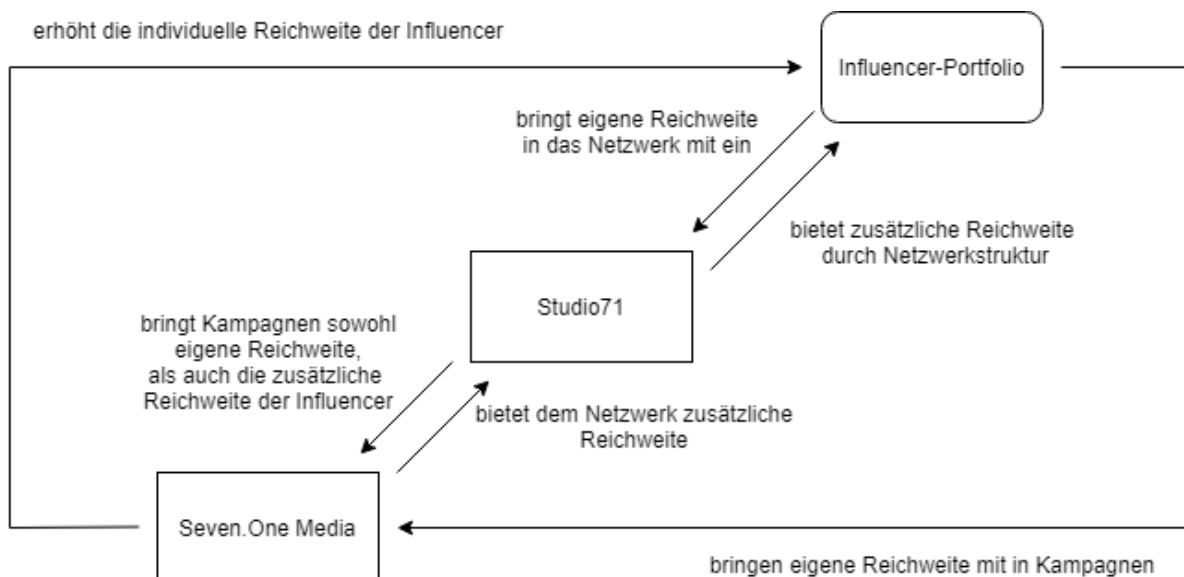 erhöht die individuelle Reichweite der Influencer
Influencer-Portfolio
bringt eigene Reichweite
in das Netzwerk mit ein
bietet zusätzliche Reichweite
durch Netzwerkstruktur
Studio71
bringt Kampagnen sowohl
eigene Reichweite,
als auch die zusätzliche
Reichweite der Influencer
bietet dem Netzwerk zusätzliche
Reichweite
Seven.One Media
bringen eigene Reichweite mit in Kampagnen